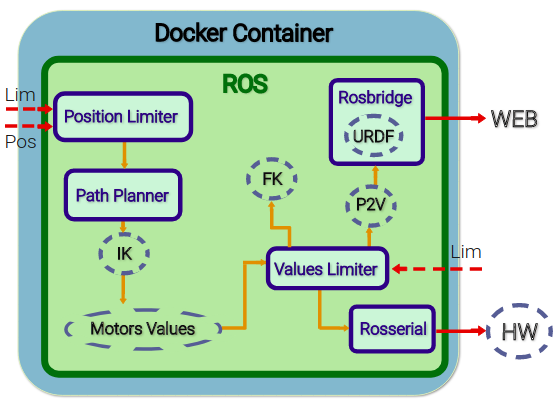 Docker Container
ROS
Lim
Pos
Position Limiter
Path Planner
IK
Motors Values
FK
Rosbridge
URDF
P2V
WEB
Values Limiter
Lim
Rosserial
HW